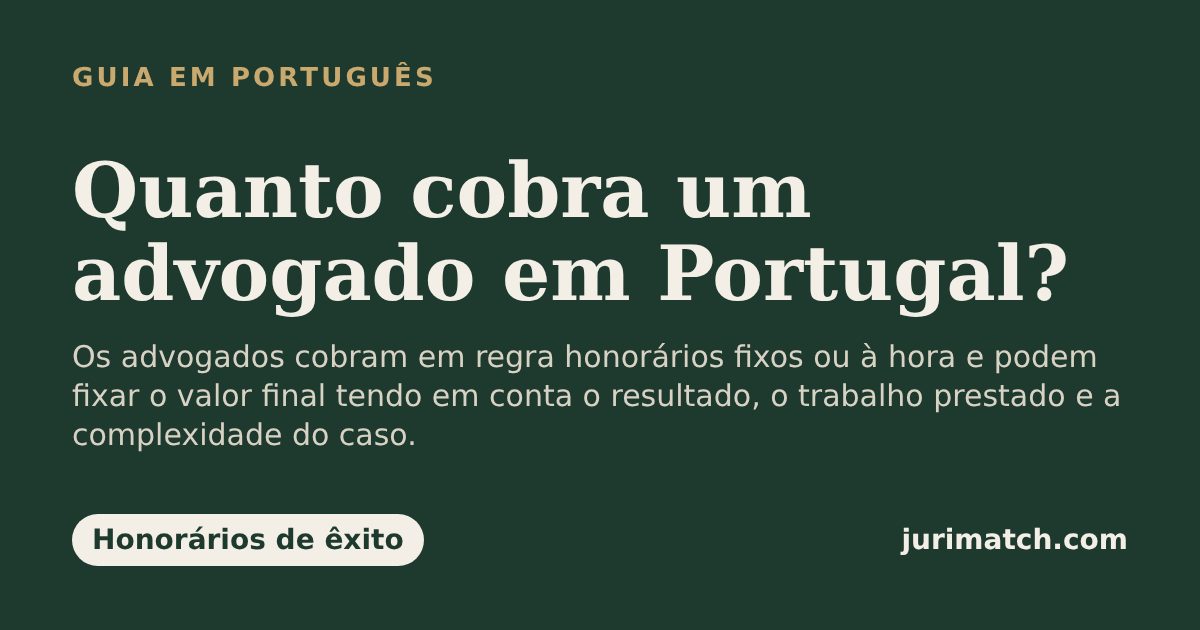 GUIA EM PORTUGUÊS
Quanto cobra um
advogado em Portugal?
Os advogados cobram em regra honorários fixos ou à hora e podem
fixar o valor final tendo em conta o resultado, o trabalho prestado e a
complexidade do caso.
Honorários de êxito
jurimatch.com